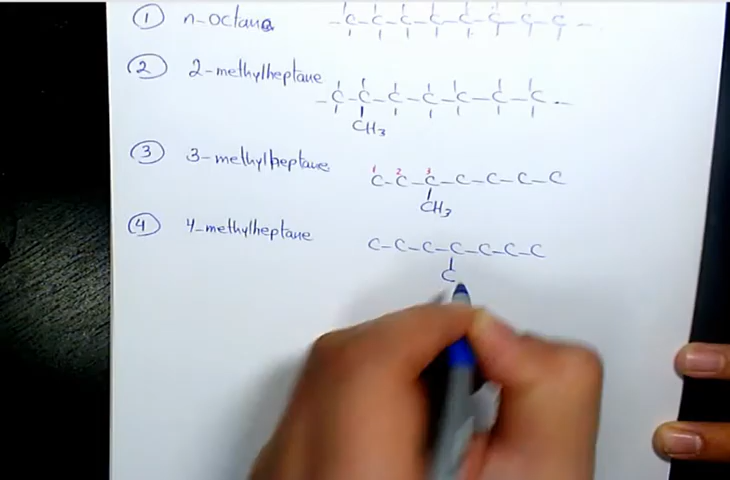 1 n-octane -C-C-C-C-C-C-C-C-
2 2-methylheptane -C-C-C-C-C-C-C-
CH3
3 3-methylheptane 1 2 3
C-C-C-C-C-C-C
CH3
4 4-methylheptane C-C-C-C-C-C-C
C